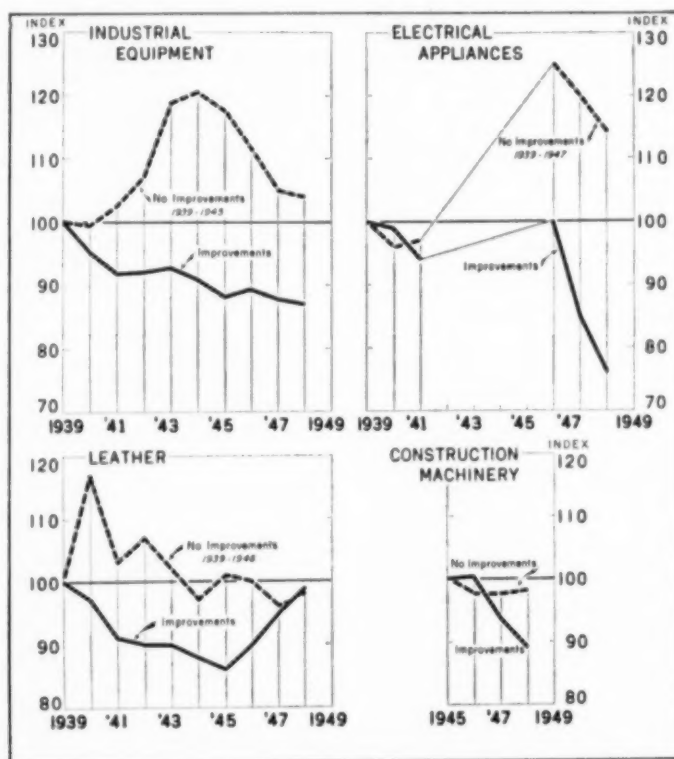 INDEX
130
120
110
100
90
80
70
INDUSTRIAL
EQUIPMENT
No Improvements
1939-1945
Improvements
1939 '41 '43 '45 '47 1949
ELECTRICAL
APPLIANCES
No Improvements
1939-1947
Improvements
INDEX
130
120
110
100
90
80
70
1939 '41 '43 '45 '47 1949
LEATHER
120
110
100
90
80
No Improvements
1939-1946
Improvements
1939 '41 '43 '45 '47 1949
CONSTRUCTION
MACHINERY
INDEX
120
110
100
90
80
No Improvements
Improvements
1945 '47 1949